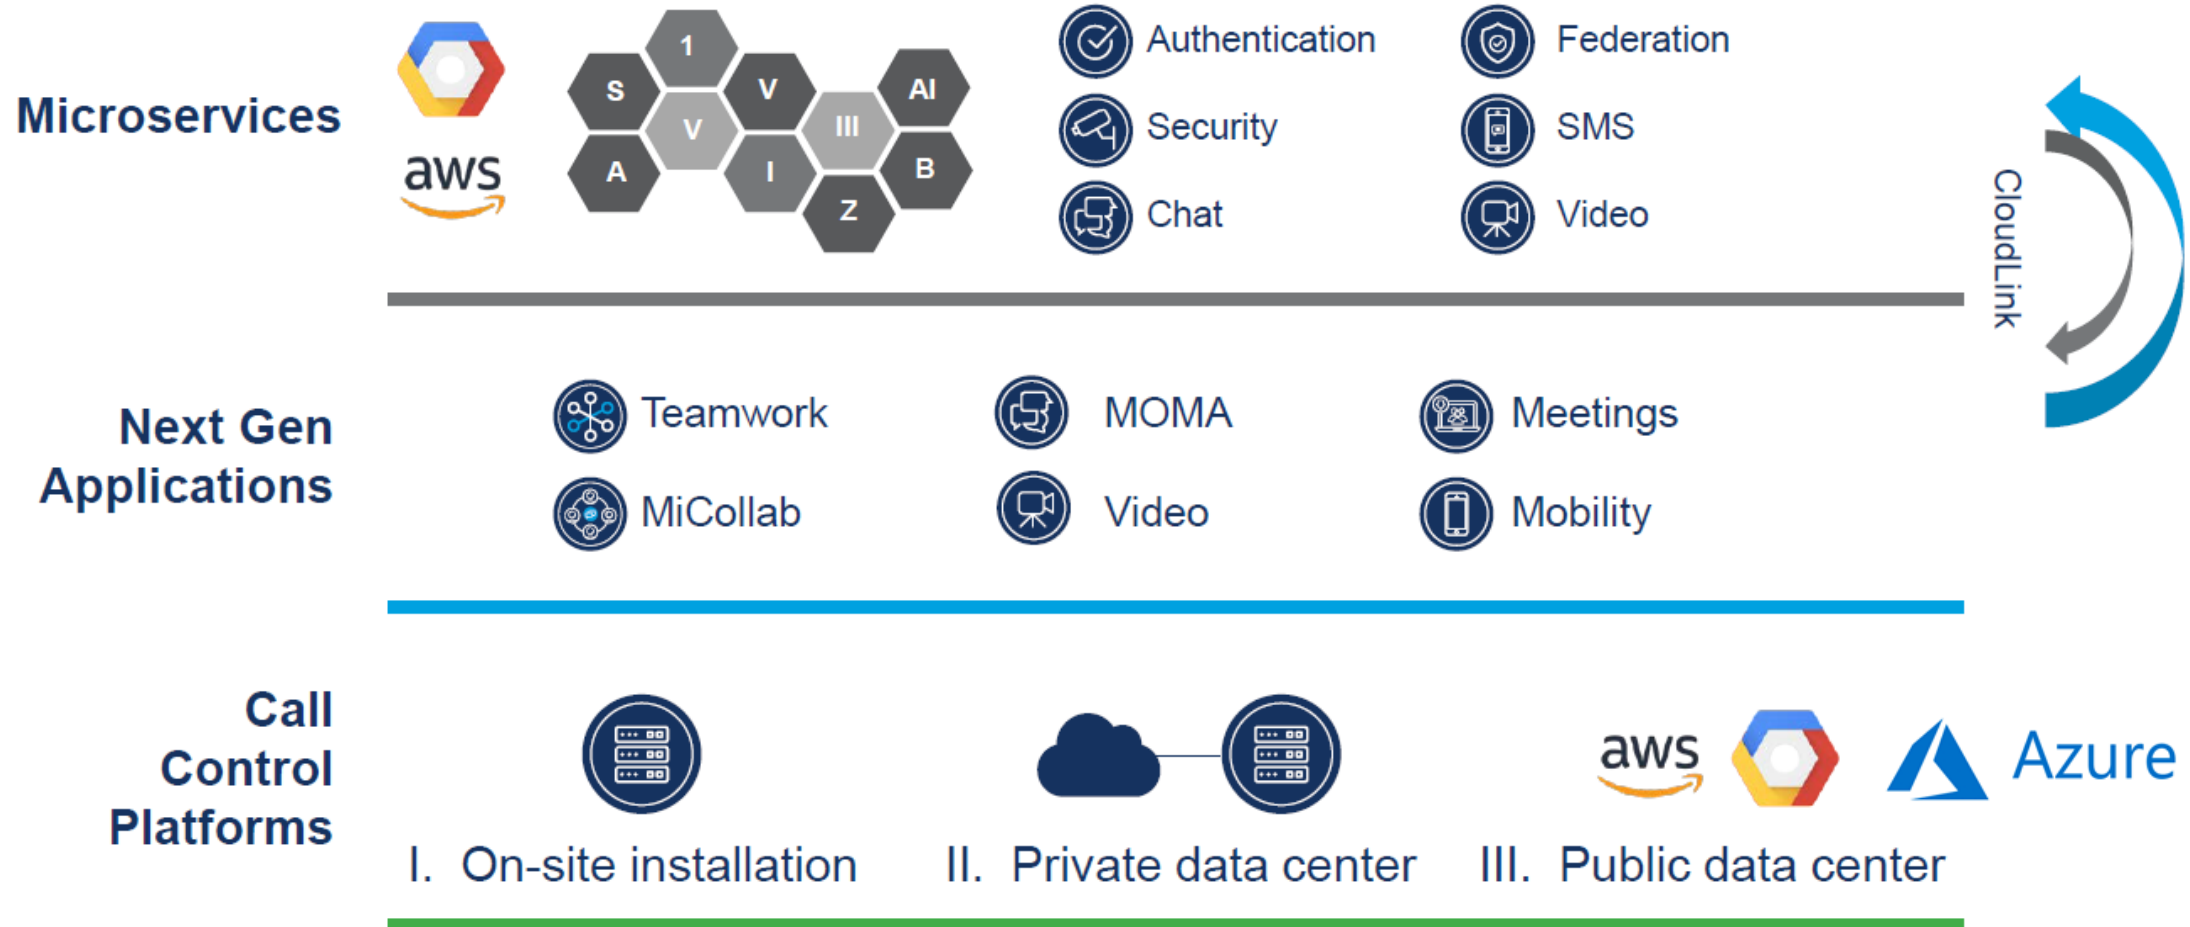 Microservices
aws
1
S
V
AI
V
III
A
I
B
Z
Authentication
Federation
Security
SMS
Chat
Video
CloudLink
Next Gen
Applications
Teamwork
MOMA
Meetings
MiCollab
Video
Mobility
Call
Control
Platforms
aws
Azure
I. On-site installation
II. Private data center
III. Public data center